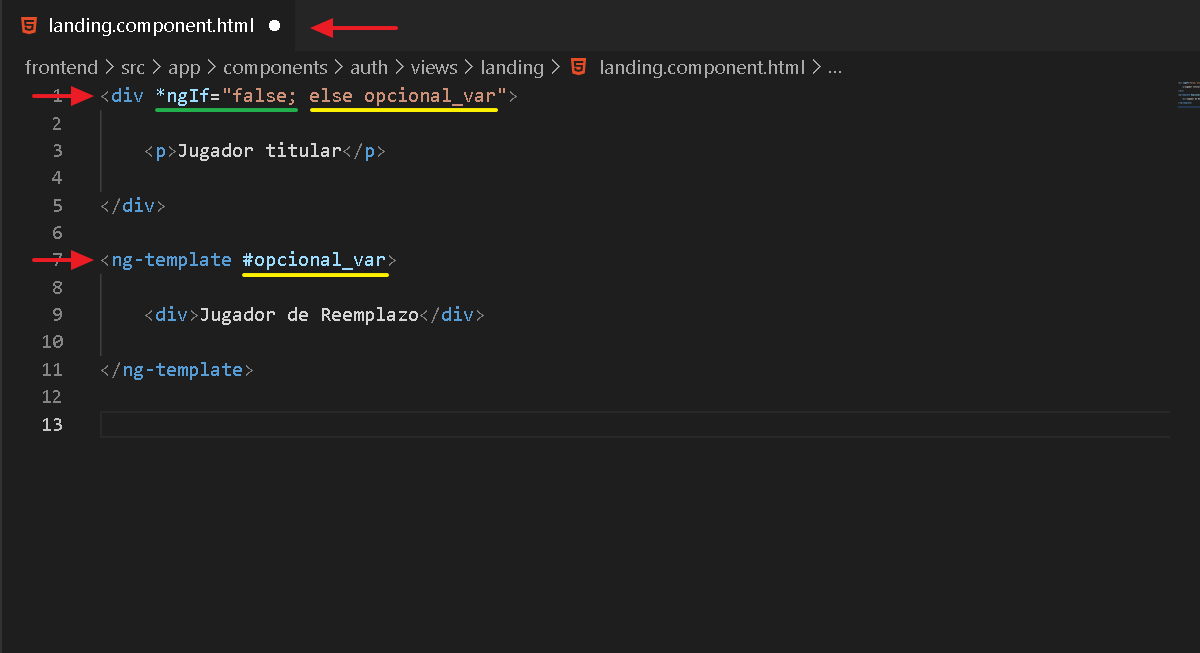 landing.component.html
frontend > src > app > components > auth > views > landing > landing.component.html > ...
1 <div *ngIf="false; else opcional_var">
2
3     <p>Jugador titular</p>
4
5 </div>
6
7 <ng-template #opcional_var>
8
9     <div>Jugador de Reemplazo</div>
10
11 </ng-template>
12
13